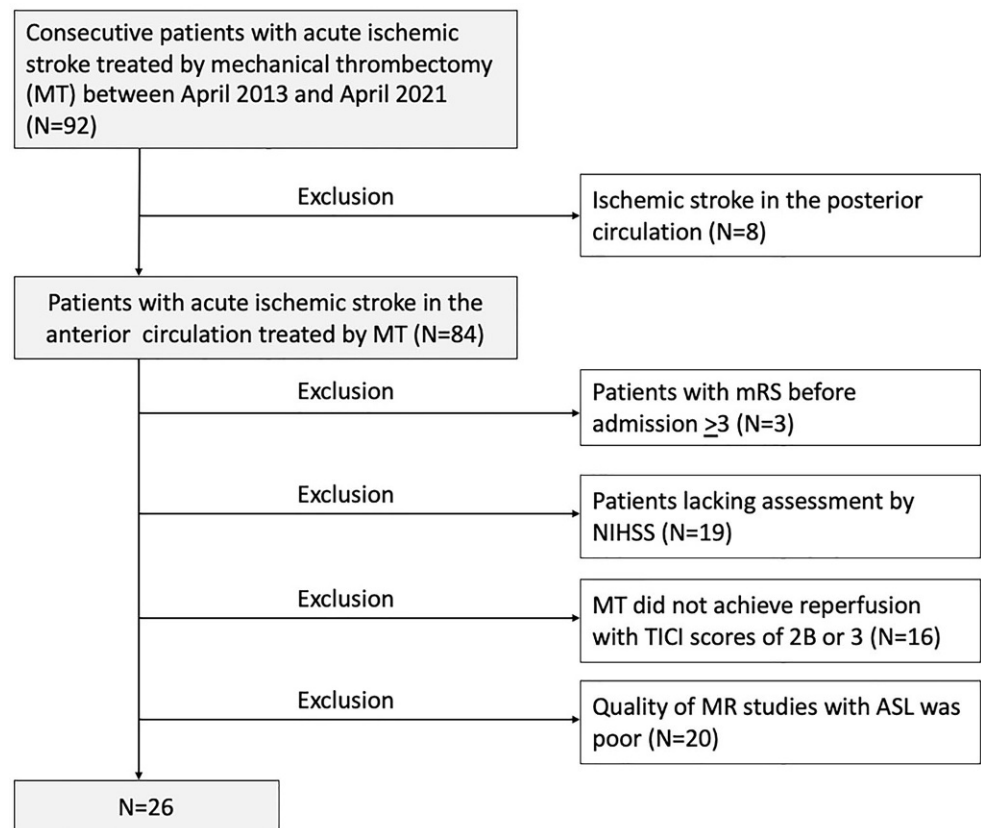 Consecutive patients with acute ischemic
stroke treated by mechanical thrombectomy
(MT) between April 2013 and April 2021
(N=92)
Exclusion
Ischemic stroke in the posterior
circulation (N=8)
Patients with acute ischemic stroke in the
anterior circulation treated by MT (N=84)
Exclusion
Patients with mRS before
admission ≥3 (N=3)
Exclusion
Patients lacking assessment by
NIHSS (N=19)
Exclusion
MT did not achieve reperfusion
with TICI scores of 2B or 3 (N=16)
Exclusion
Quality of MR studies with ASL was
poor (N=20)
N=26